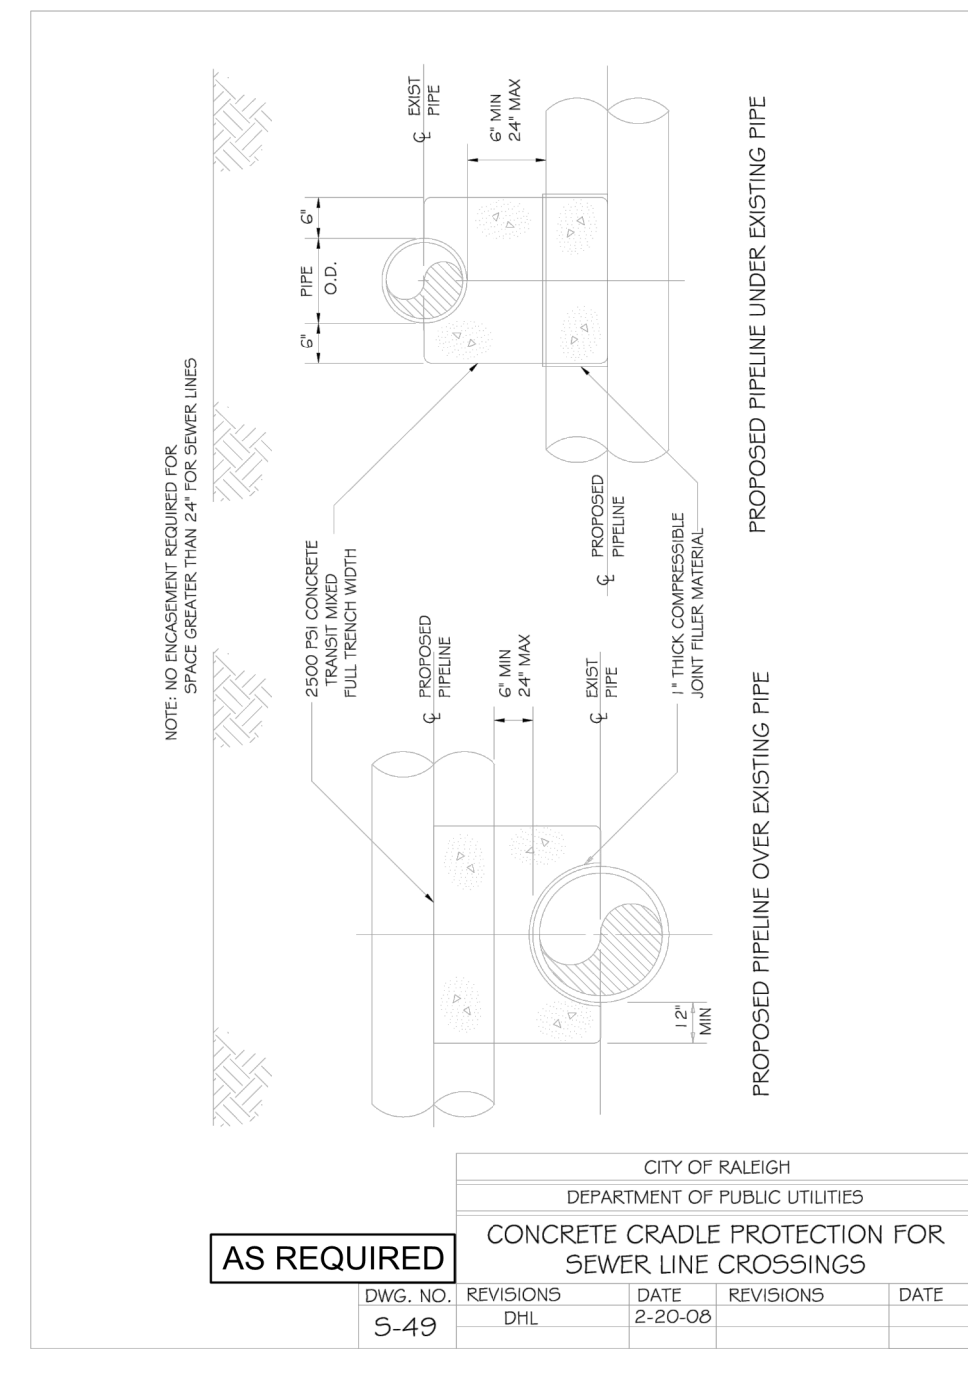 NOTE: NO ENCASEMENT REQUIRED FOR
SPACE GREATER THAN 24" FOR SEWER LINES
2500 PSI CONCRETE
TRANSIT MIXED
FULL TRENCH WIDTH
℄ PROPOSED
PIPELINE
6" MIN
24" MAX
℄ EXIST
PIPE
1" THICK COMPRESSIBLE
JOINT FILLER MATERIAL
12"
MIN
PROPOSED PIPELINE OVER EXISTING PIPE
6"
PIPE
O.D.
6"
℄ EXIST
PIPE
6" MIN
24" MAX
℄ PROPOSED
PIPELINE
PROPOSED PIPELINE UNDER EXISTING PIPE
CITY OF RALEIGH
DEPARTMENT OF PUBLIC UTILITIES
CONCRETE CRADLE PROTECTION FOR
SEWER LINE CROSSINGS
AS REQUIRED
DWG. NO. REVISIONS DATE REVISIONS DATE
S-49 DHL 2-20-08